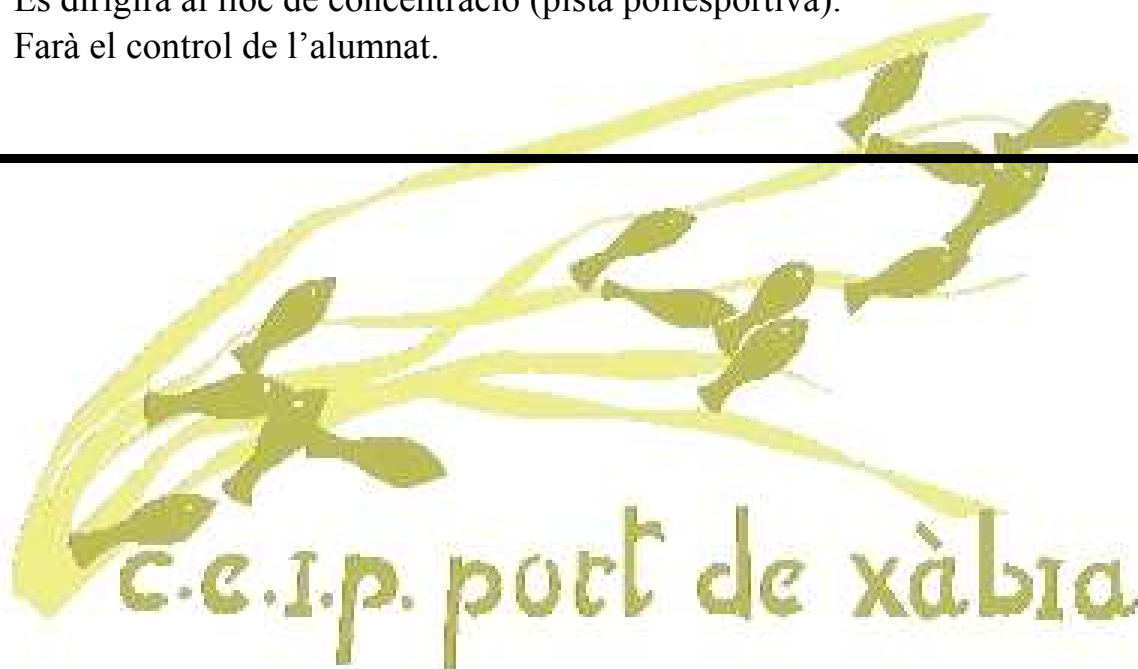 Es dirigirà al lloc de concentració (pista poliesportiva).
Farà el control de l’alumnat.
c.e.i.p. port de xàbia